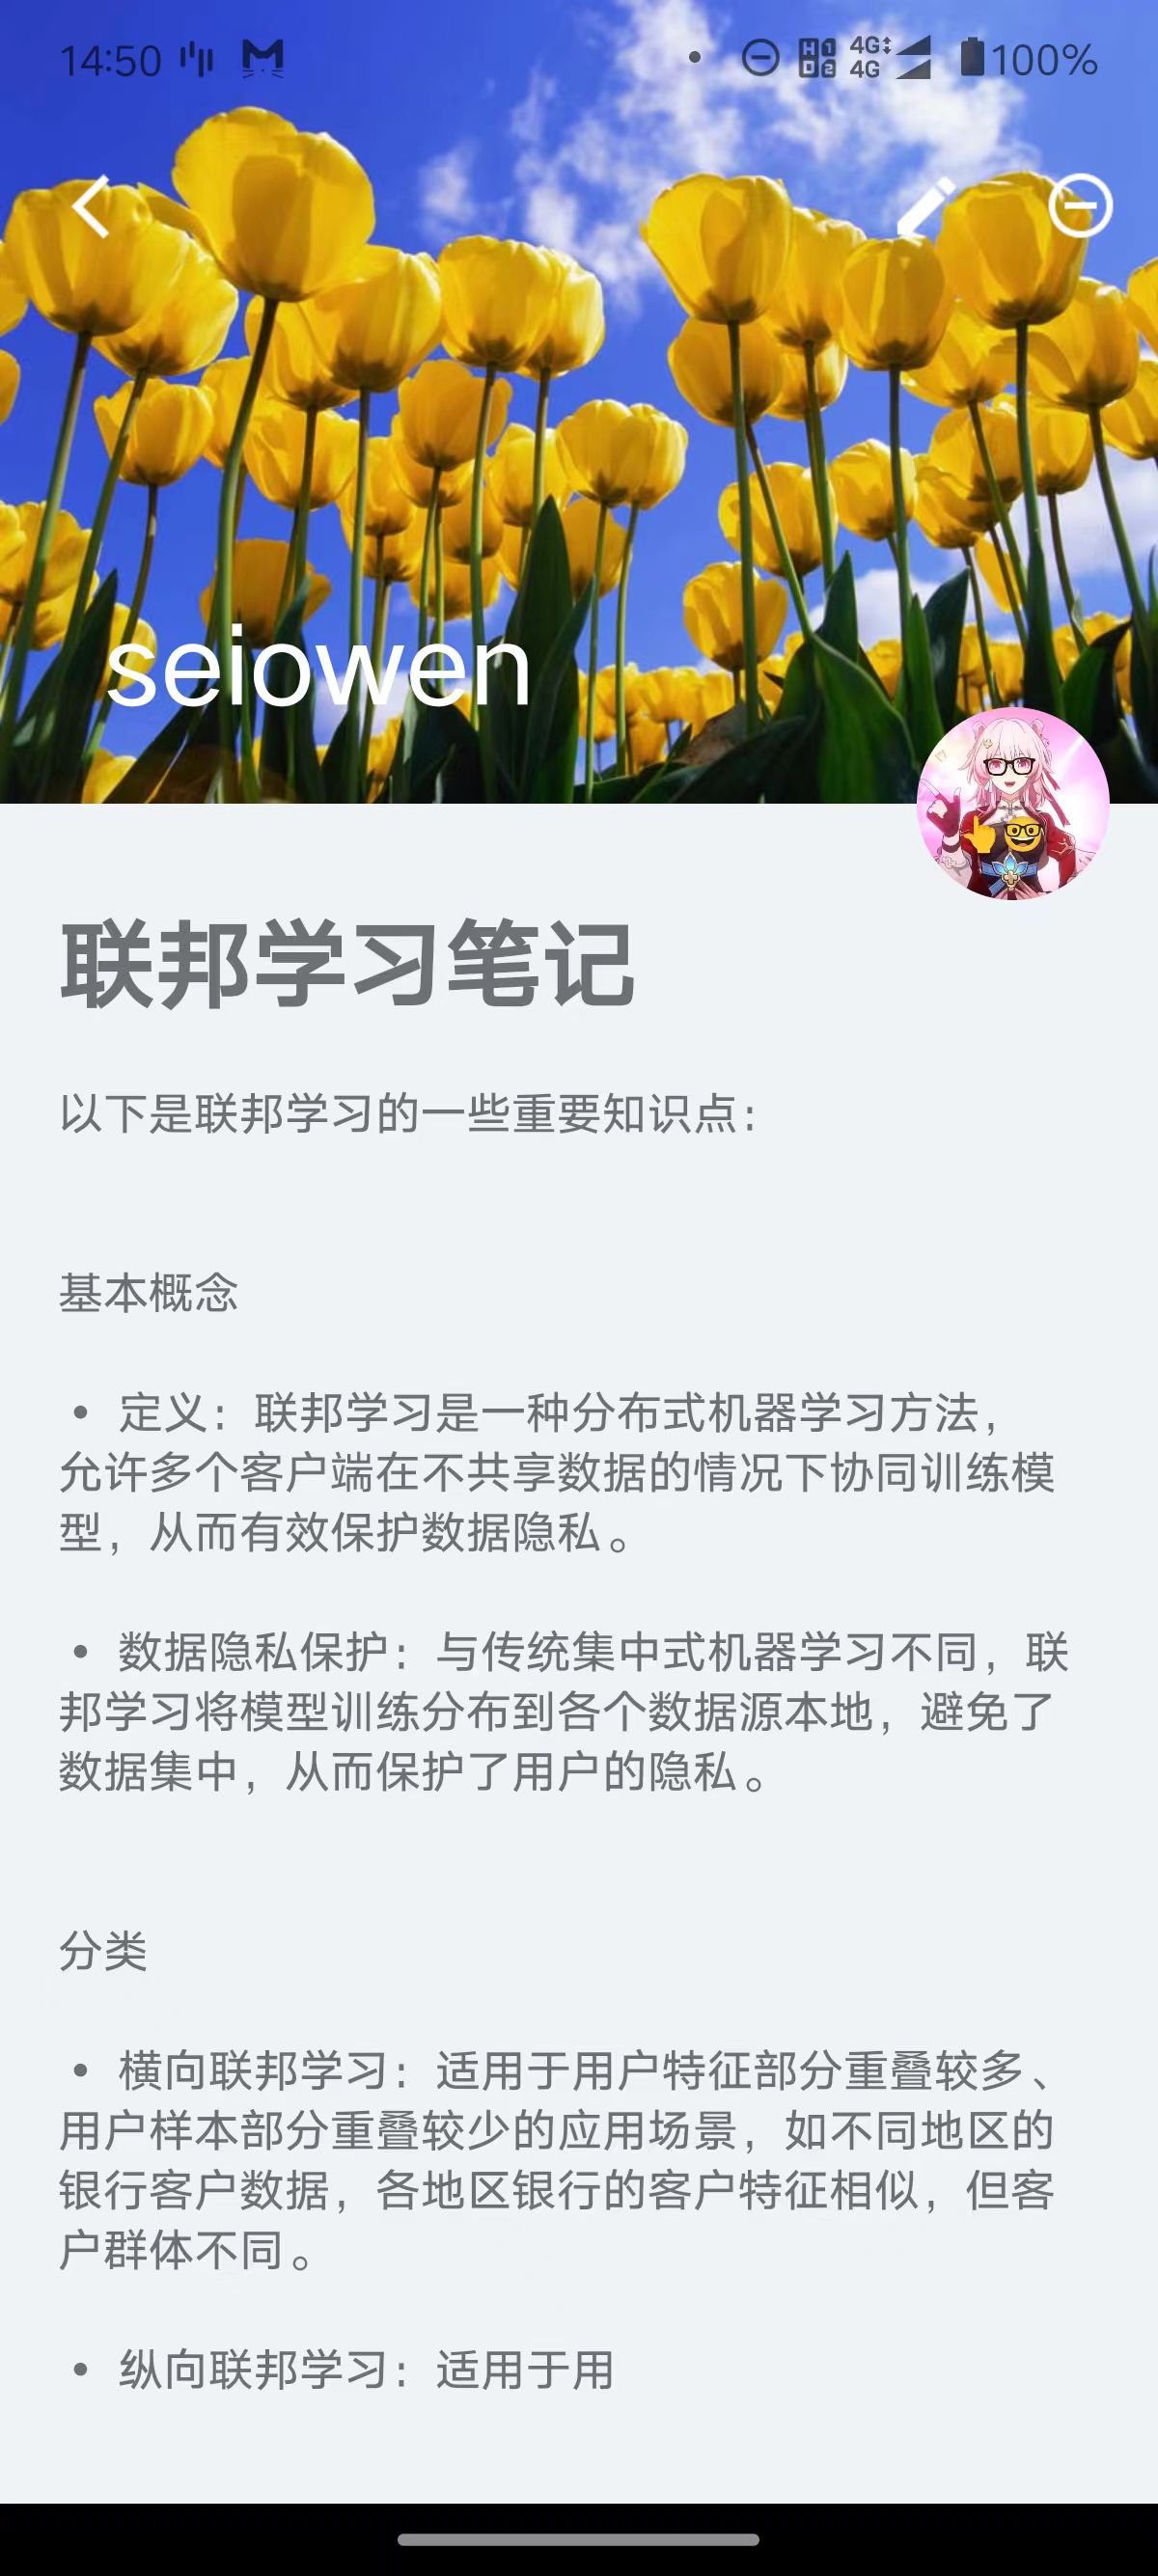 14:50
HD 1 2 4G 4G 100%
seiowen
联邦学习笔记
以下是联邦学习的一些重要知识点：
基本概念
• 定义：联邦学习是一种分布式机器学习方法，
允许多个客户端在不共享数据的情况下协同训练模
型，从而有效保护数据隐私。
• 数据隐私保护：与传统集中式机器学习不同，联
邦学习将模型训练分布到各个数据源本地，避免了
数据集中，从而保护了用户的隐私。
分类
• 横向联邦学习：适用于用户特征部分重叠较多、
用户样本部分重叠较少的应用场景，如不同地区的
银行客户数据，各地区银行的客户特征相似，但客
户群体不同。
• 纵向联邦学习：适用于用